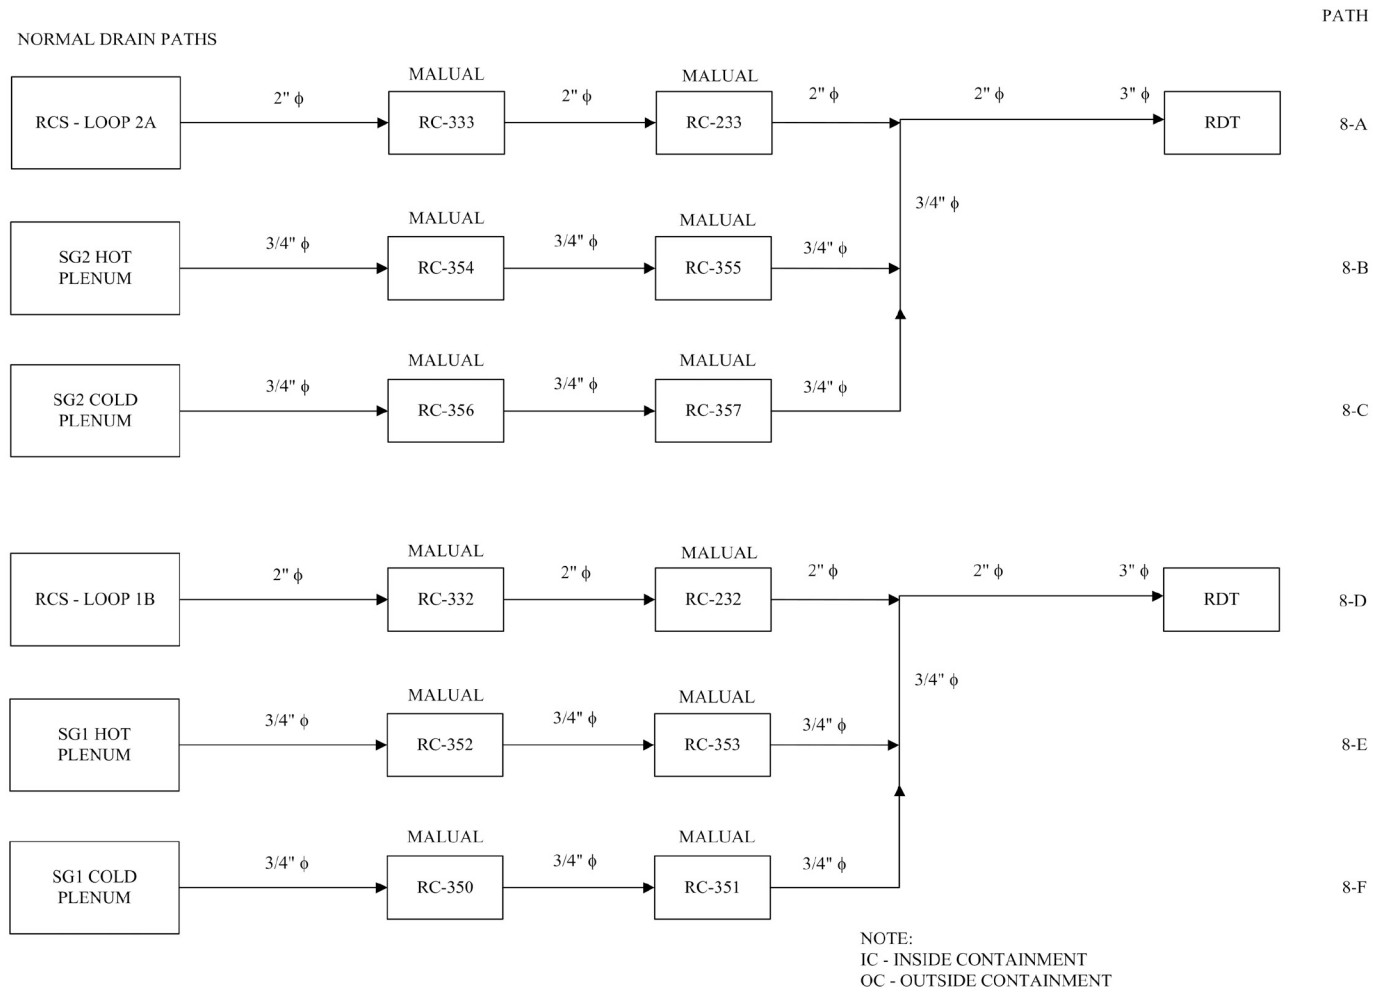 PATH
NORMAL DRAIN PATHS
MALUAL
MALUAL
RCS - LOOP 2A
2" ϕ
RC-333
2" ϕ
RC-233
2" ϕ
2" ϕ
3" ϕ
RDT
8-A
3/4" ϕ
MALUAL
MALUAL
SG2 HOT
PLENUM
3/4" ϕ
RC-354
3/4" ϕ
RC-355
3/4" ϕ
8-B
MALUAL
MALUAL
SG2 COLD
PLENUM
3/4" ϕ
RC-356
3/4" ϕ
RC-357
3/4" ϕ
8-C
MALUAL
MALUAL
RCS - LOOP 1B
2" ϕ
RC-332
2" ϕ
RC-232
2" ϕ
2" ϕ
3" ϕ
RDT
8-D
3/4" ϕ
MALUAL
MALUAL
SG1 HOT
PLENUM
3/4" ϕ
RC-352
3/4" ϕ
RC-353
3/4" ϕ
8-E
MALUAL
MALUAL
SG1 COLD
PLENUM
3/4" ϕ
RC-350
3/4" ϕ
RC-351
3/4" ϕ
8-F
NOTE:
IC - INSIDE CONTAINMENT
OC - OUTSIDE CONTAINMENT